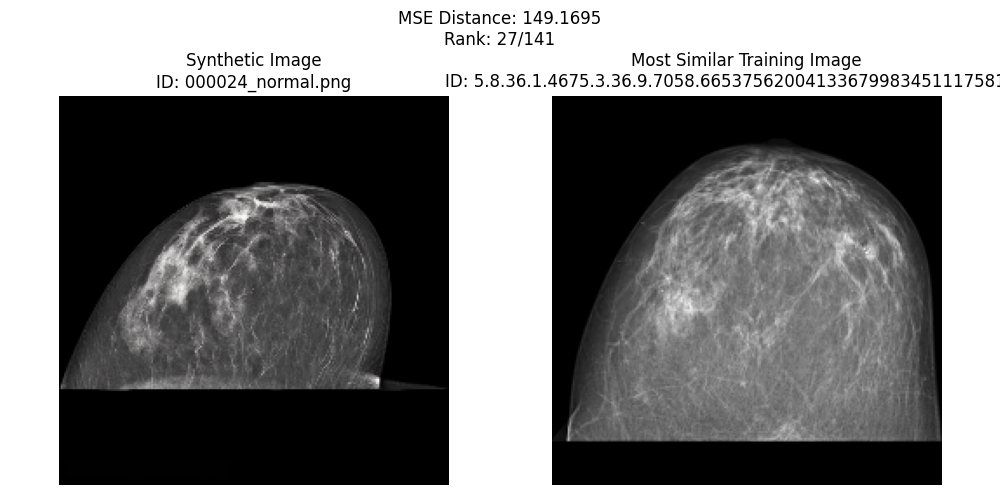 MSE Distance: 149.1695
Rank: 27/141
Synthetic Image
ID: 000024_normal.png
Most Similar Training Image
ID: 5.8.36.1.4675.3.36.9.7058.66537562004133679983451117581